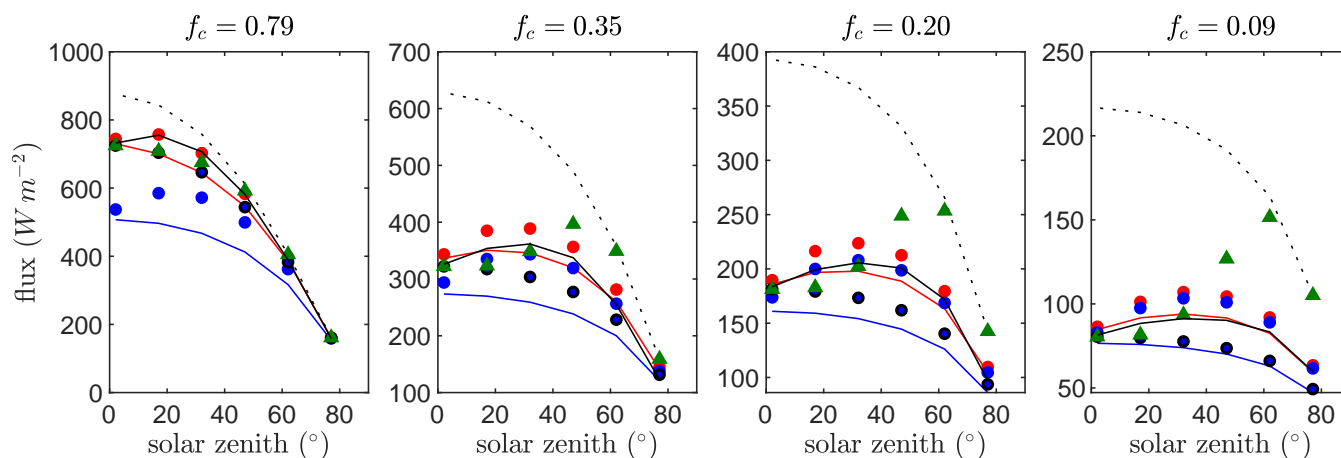 f_c = 0.79
f_c = 0.35
f_c = 0.20
f_c = 0.09
flux (W m⁻²)
1000
800
600
400
200
0
0 20 40 60 80
solar zenith (°)
700
600
500
400
300
200
100
0 20 40 60 80
solar zenith (°)
400
350
300
250
200
150
100
0 20 40 60 80
solar zenith (°)
250
200
150
100
50
0 20 40 60 80
solar zenith (°)